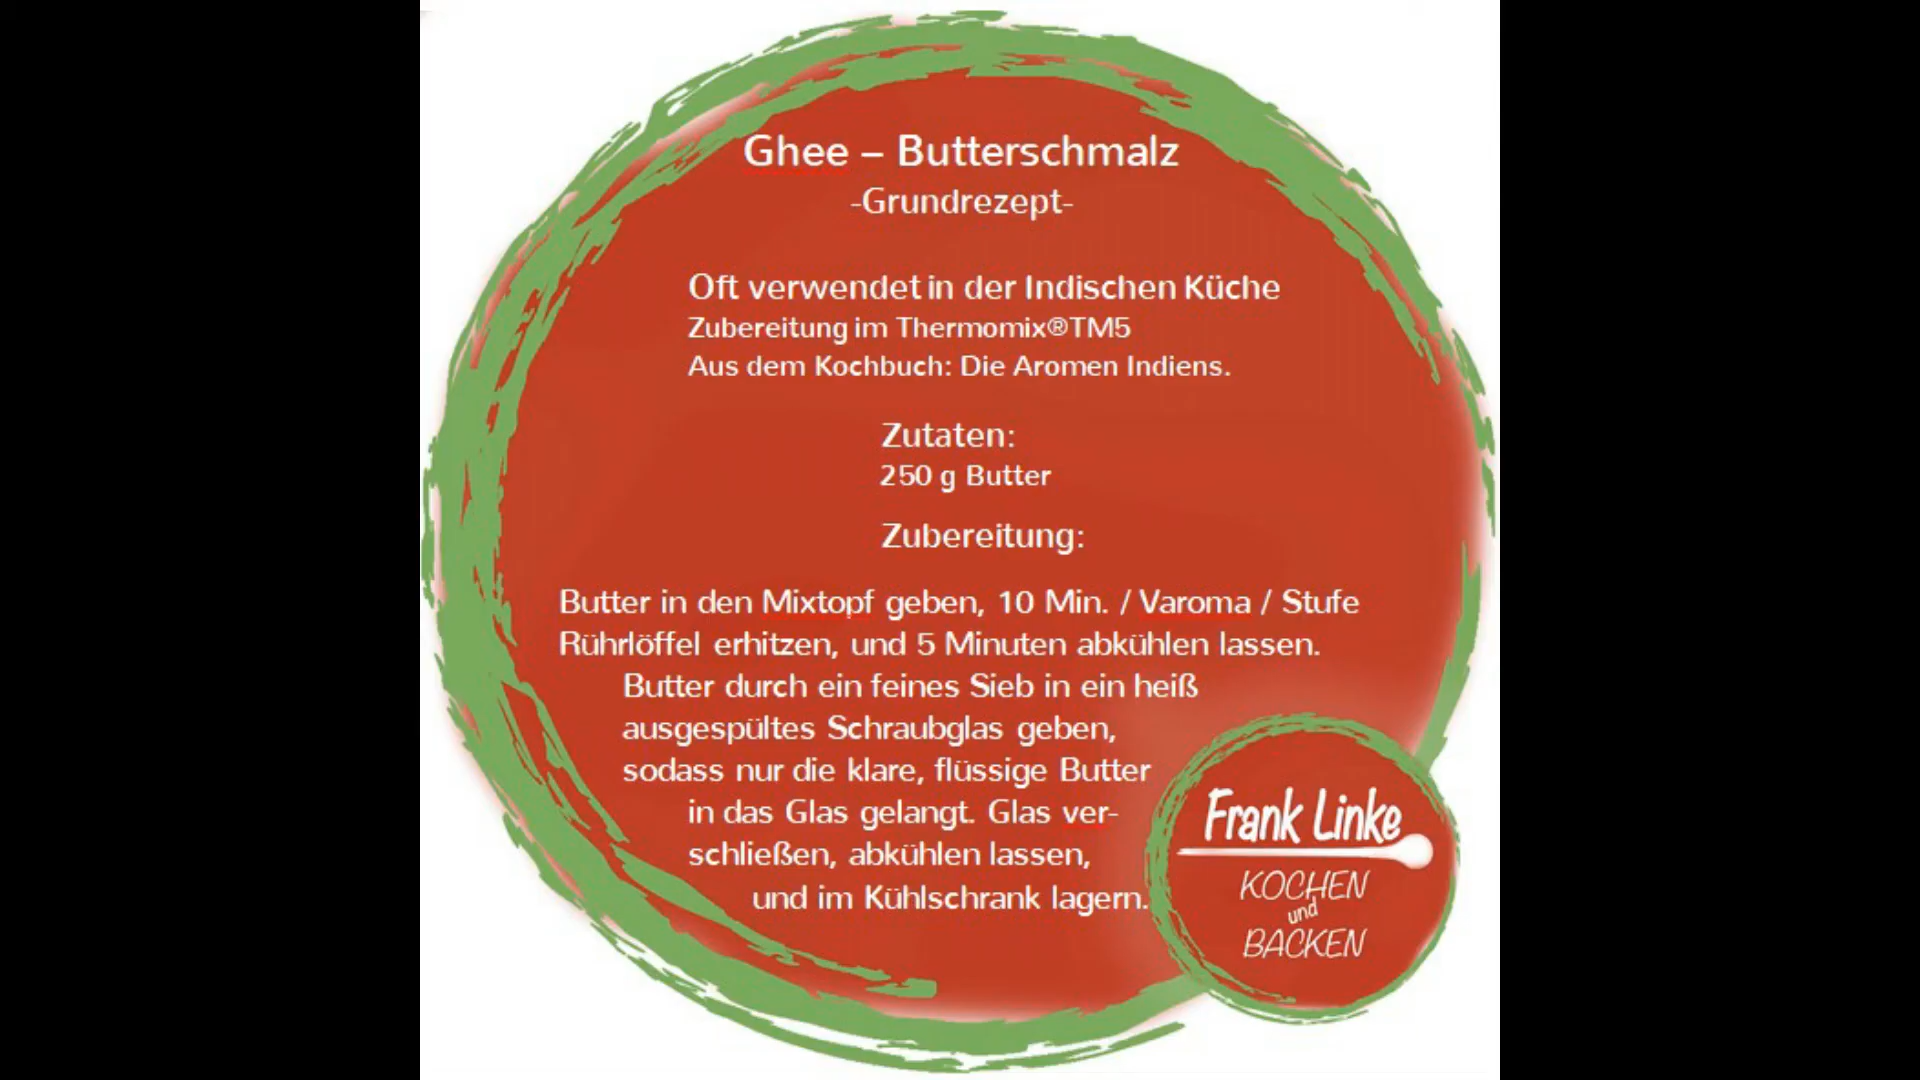 Ghee – Butterschmalz
-Grundrezept-
Oft verwendet in der Indischen Küche
Zubereitung im Thermomix®TM5
Aus dem Kochbuch: Die Aromen Indiens.
Zutaten:
250 g Butter
Zubereitung:
Butter in den Mixtopf geben, 10 Min. / Varoma / Stufe
Rührlöffel erhitzen, und 5 Minuten abkühlen lassen.
Butter durch ein feines Sieb in ein heiß
ausgespültes Schraubglas geben,
sodass nur die klare, flüssige Butter
in das Glas gelangt. Glas ver-
schließen, abkühlen lassen,
und im Kühlschrank lagern.
Frank Linke
KOCHEN
und
BACKEN